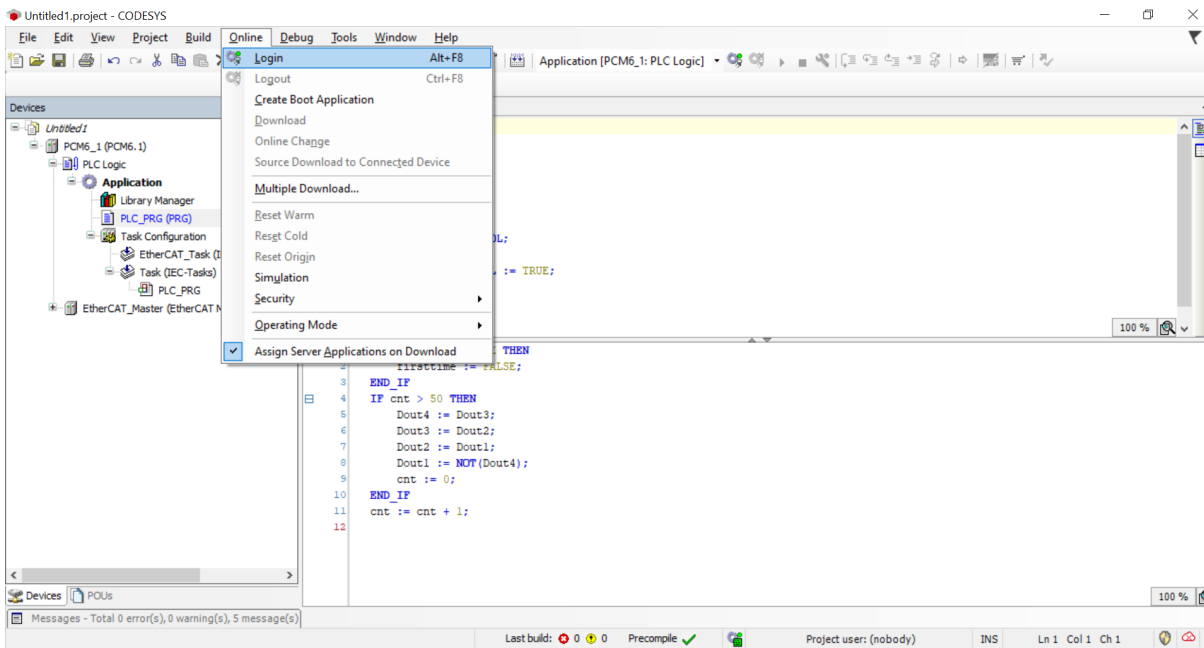 Untitled1.project - CODESYS
File Edit View Project Build Online Debug Tools Window Help
Application [PCM6_1: PLC Logic]
Login Alt+F8
Logout Ctrl+F8
Create Boot Application
Download
Online Change
Source Download to Connected Device
Multiple Download...
Reset Warm
Reset Cold
Reset Origin
Simulation
Security
Operating Mode
Assign Server Applications on Download
Devices
Untitled1
PCM6_1 (PCM6.1)
PLC Logic
Application
Library Manager
PLC_PRG (PRG)
Task Configuration
EtherCAT_Task
Task (IEC-Tasks)
PLC_PRG
EtherCAT_Master (EtherCAT
:= TRUE;
100 %
THEN
2 firsttime := FALSE;
3 END_IF
4 IF cnt > 50 THEN
5 Dout4 := Dout3;
6 Dout3 := Dout2;
7 Dout2 := Dout1;
8 Dout1 := NOT(Dout4);
9 cnt := 0;
10 END_IF
11 cnt := cnt + 1;
12
100 %
Devices POUs
Messages - Total 0 error(s), 0 warning(s), 5 message(s)
Last build: 0 0 Precompile Project user: (nobody) INS Ln 1 Col 1 Ch 1